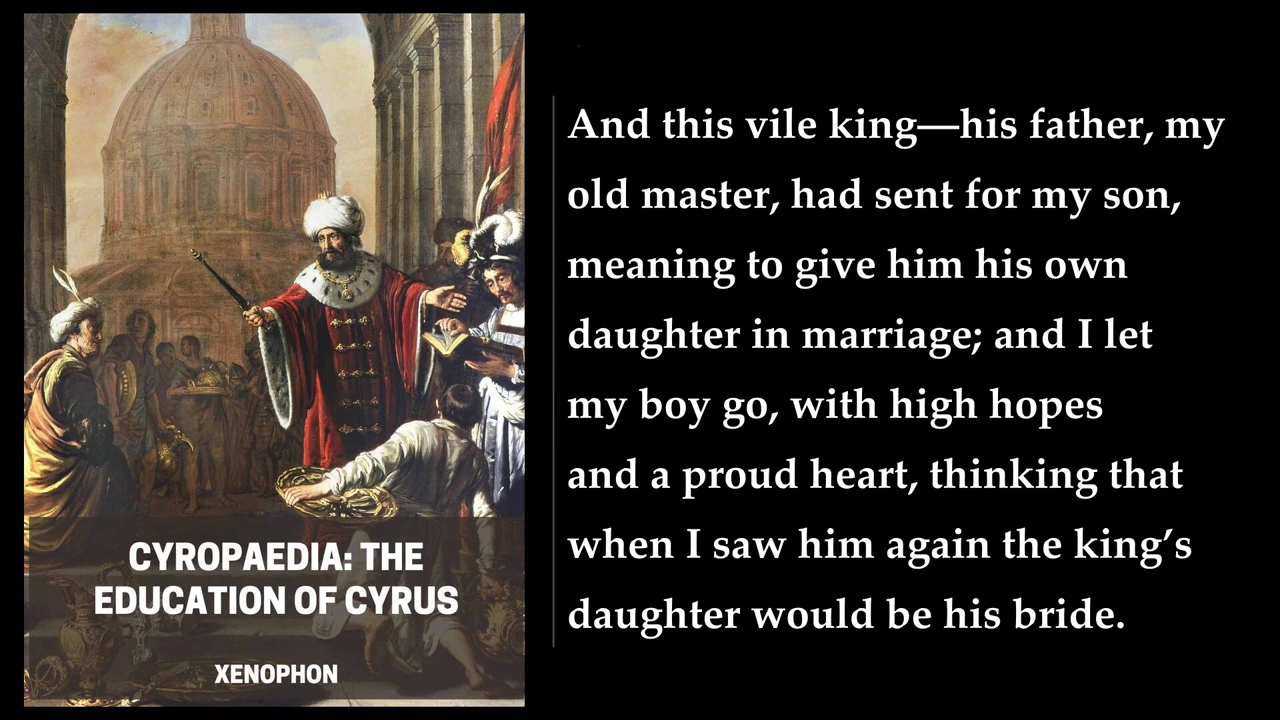 CYROPAEDIA: THE
EDUCATION OF CYRUS
XENOPHON
And this vile king—his father, my
old master, had sent for my son,
meaning to give him his own
daughter in marriage; and I let
my boy go, with high hopes
and a proud heart, thinking that
when I saw him again the king’s
daughter would be his bride.